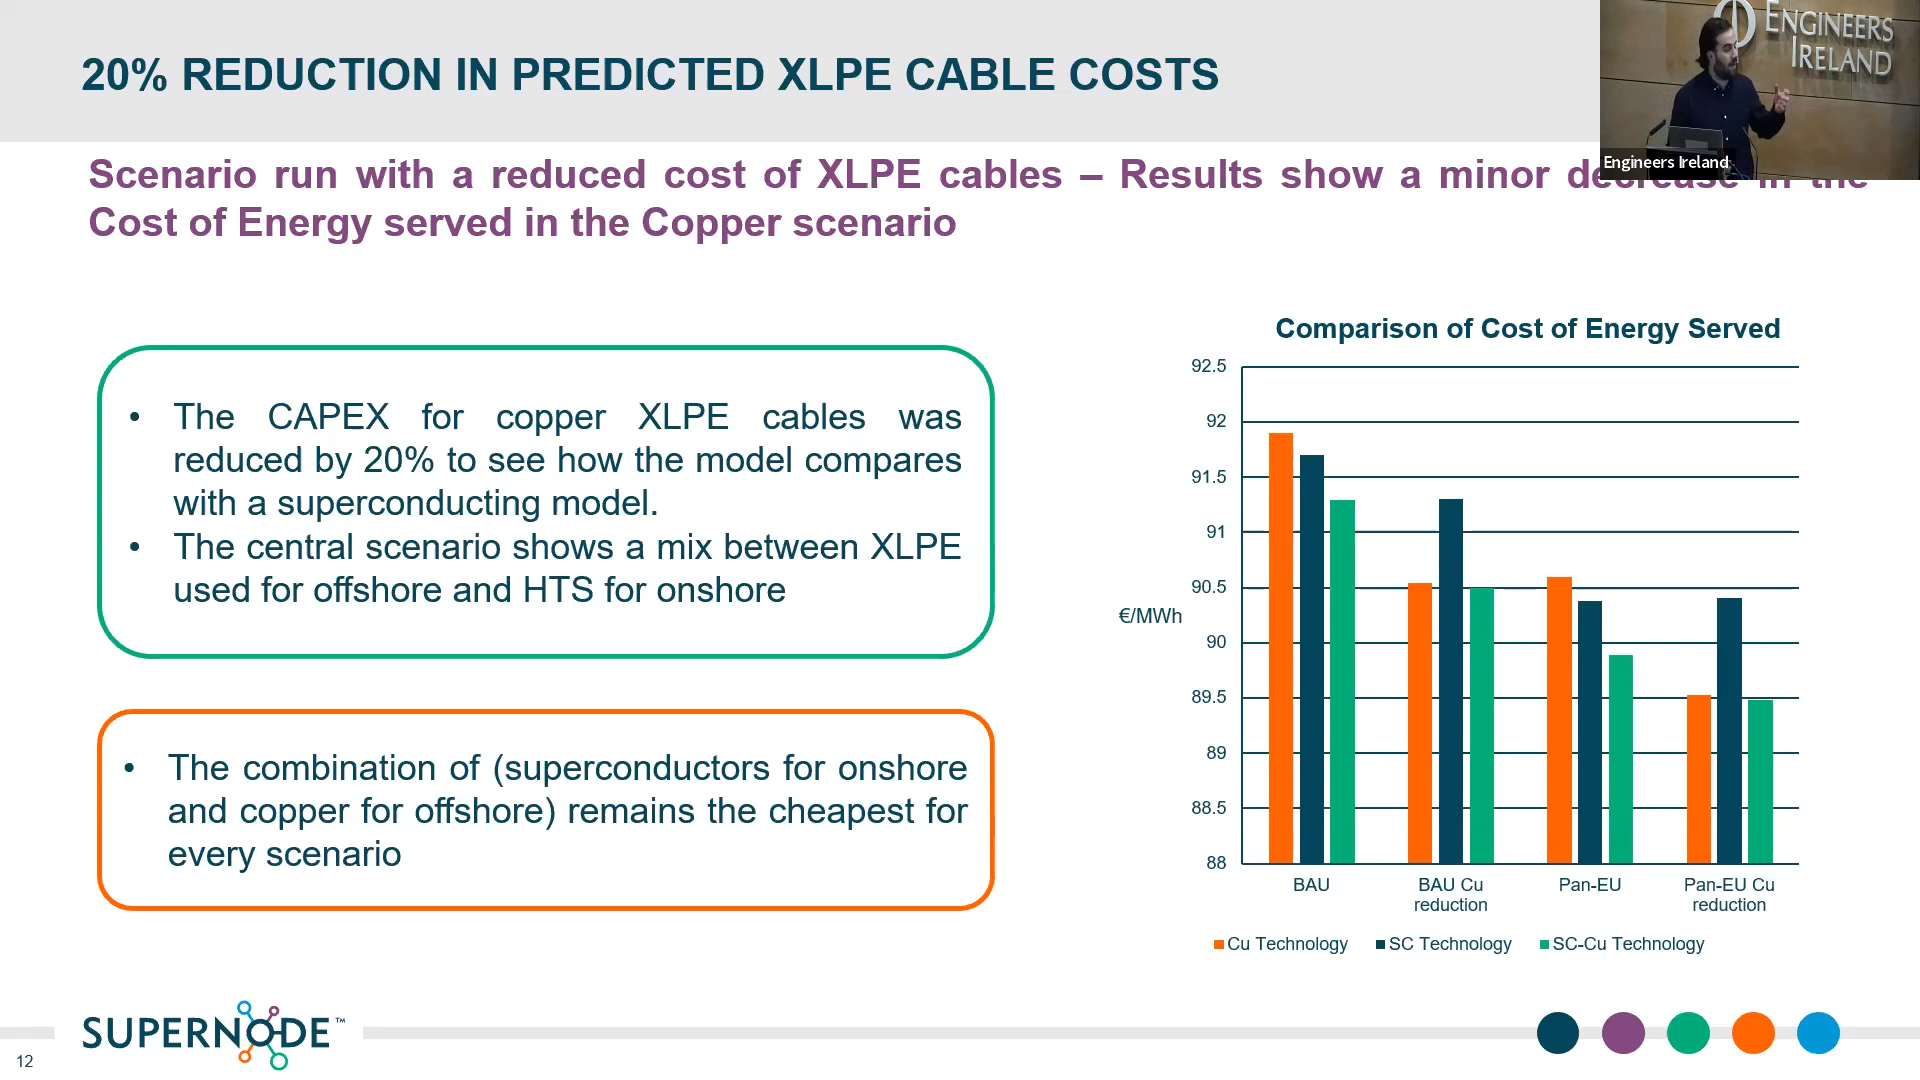 20% REDUCTION IN PREDICTED XLPE CABLE COSTS
ENGINEERS
IRELAND
Engineers Ireland
Scenario run with a reduced cost of XLPE cables – Results show a minor decrease in the
Cost of Energy served in the Copper scenario
• The CAPEX for copper XLPE cables was
reduced by 20% to see how the model compares
with a superconducting model.
• The central scenario shows a mix between XLPE
used for offshore and HTS for onshore
• The combination of (superconductors for onshore
and copper for offshore) remains the cheapest for
every scenario
Comparison of Cost of Energy Served
92.5
92
91.5
91
90.5
€/MWh
90
89.5
89
88.5
88
BAU
BAU Cu
reduction
Pan-EU
Pan-EU Cu
reduction
Cu Technology SC Technology SC-Cu Technology
SUPERNODE™
12